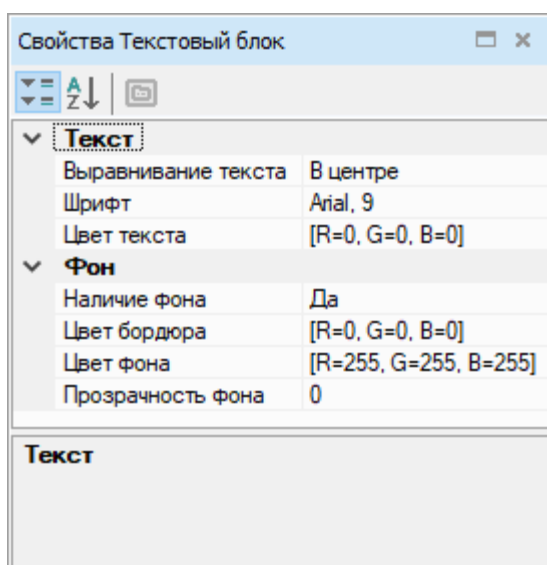 Свойства Текстовый блок
Текст
Выравнивание текста В центре
Шрифт Arial, 9
Цвет текста [R=0, G=0, B=0]
Фон
Наличие фона Да
Цвет бордюра [R=0, G=0, B=0]
Цвет фона [R=255, G=255, B=255]
Прозрачность фона 0
Текст